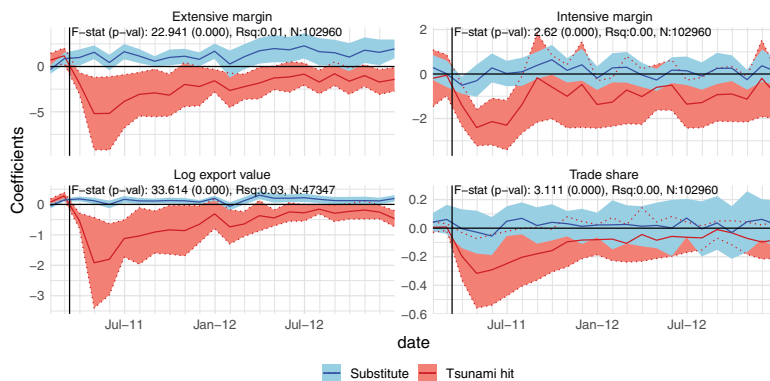 Extensive margin
F-stat (p-val): 22.941 (0.000), Rsq:0.01, N:102960
0
−5
Intensive margin
F-stat (p-val): 2.62 (0.000), Rsq:0.00, N:102960
2
0
−2
Coefficients
Log export value
F-stat (p-val): 33.614 (0.000), Rsq:0.03, N:47347
0
−1
−2
−3
Jul−11
Jan−12
Jul−12
Trade share
F-stat (p-val): 3.111 (0.000), Rsq:0.00, N:102960
0.2
0.0
−0.2
−0.4
−0.6
Jul−11
Jan−12
Jul−12
date
Substitute
Tsunami hit